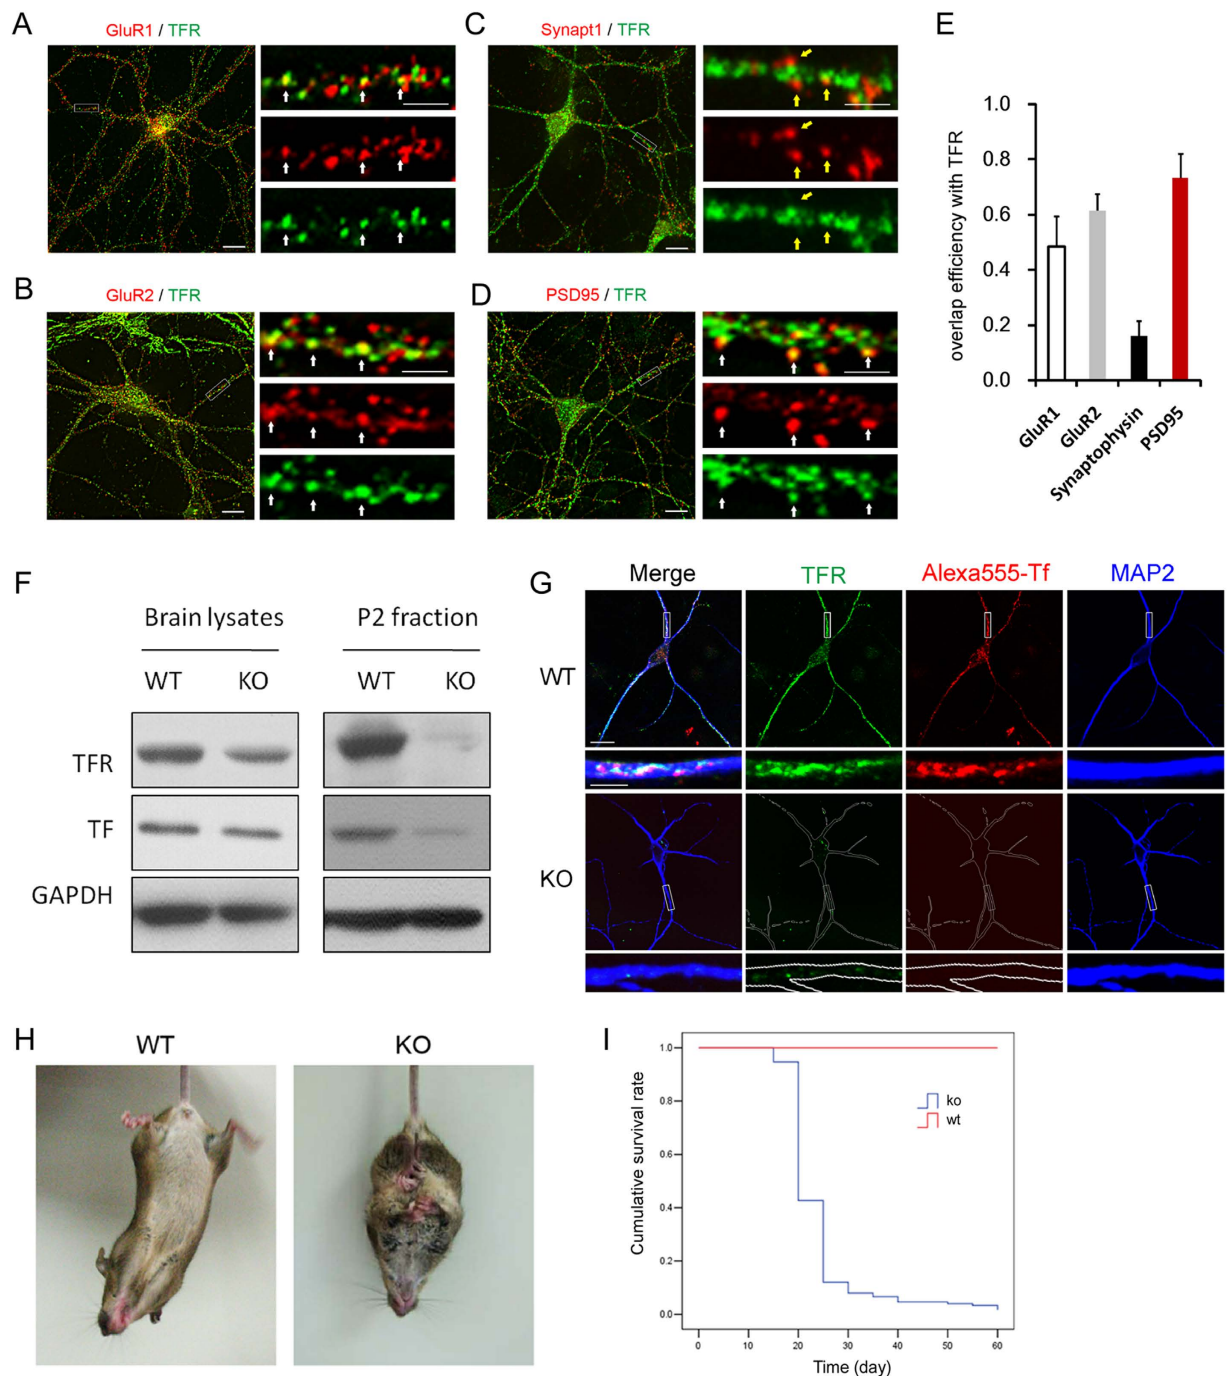 A
GluR1 / TFR
B
GluR2 / TFR
C
Synapt1 / TFR
D
PSD95 / TFR
E
overlap efficiency with TFR
1.0
0.8
0.6
0.4
0.2
0.0
GluR1
GluR2
Synaptophysin
PSD95
F
Brain lysates
P2 fraction
WT
KO
WT
KO
TFR
TF
GAPDH
G
Merge
TFR
Alexa555-Tf
MAP2
WT
KO
H
WT
KO
I
Cumulative survival rate
1.0
0.8
0.6
0.4
0.2
0.0
ko
wt
0
10
20
30
40
50
60
Time (day)